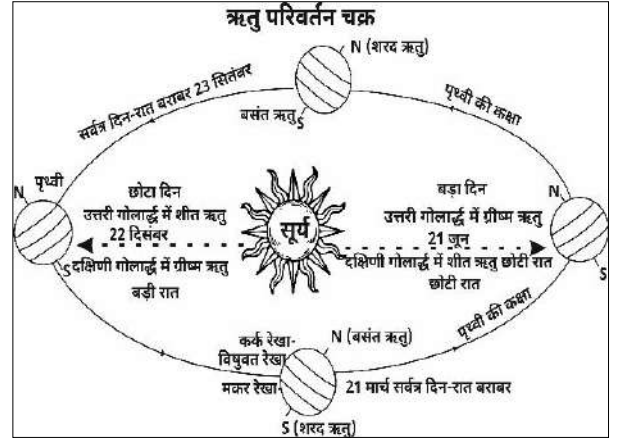 ऋतु परिवर्तन चक्र
N (शरद ऋतु)
सर्वत्र दिन-रात बराबर 23 सितंबर
बसंत ऋतु S
पृथ्वी की कक्षा
N पृथ्वी
S
छोटा दिन
उत्तरी गोलार्द्ध में शीत ऋतु
22 दिसंबर
दक्षिणी गोलार्द्ध में ग्रीष्म ऋतु
बड़ी रात
सूर्य
बड़ा दिन
उत्तरी गोलार्द्ध में ग्रीष्म ऋतु
21 जून
दक्षिणी गोलार्द्ध में शीत ऋतु छोटी रात
छोटी रात
N
S
पृथ्वी की कक्षा
कर्क रेखा-
विषुवत रेखा
मकर रेखा-
N (बसंत ऋतु)
21 मार्च सर्वत्र दिन-रात बराबर
S (शरद ऋतु)